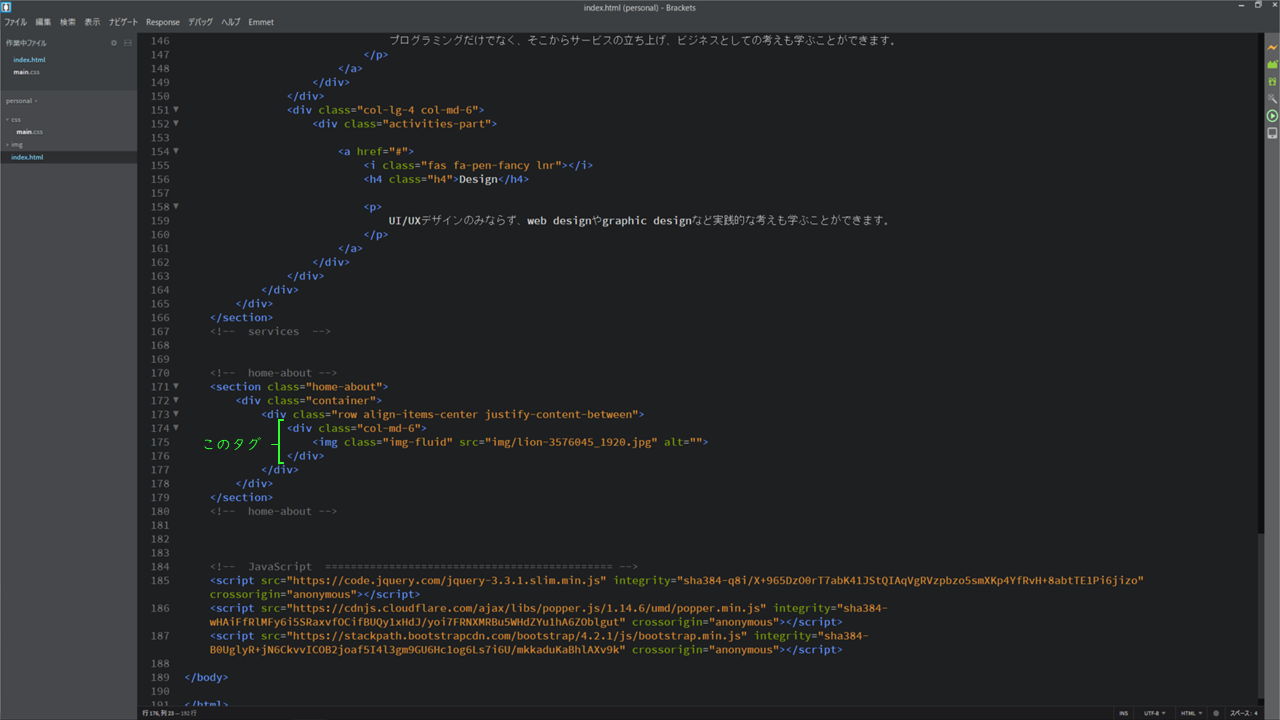 index.html (personal) - Brackets
ファイル 編集 検索 表示 ナビゲート Response デバッグ ヘルプ Emmet
作業中ファイル
index.html
main.css
personal
css
main.css
img
index.html
146 プログラミングだけでなく、そこからサービスの立ち上げ、ビジネスとしての考えも学ぶことができます。
147 </p>
148 </a>
149 </div>
150 </div>
151 <div class="col-lg-4 col-md-6">
152 <div class="activities-part">
153
154 <a href="#">
155 <i class="fas fa-pen-fancy lnr"></i>
156 <h4 class="h4">Design</h4>
157
158 <p>
159 UI/UXデザインのみならず、web designやgraphic designなど実践的な考えも学ぶことができます。
160 </p>
161 </a>
162 </div>
163 </div>
164 </div>
165 </div>
166 </section>
167 <!-- services -->
168
169
170 <!-- home-about -->
171 <section class="home-about">
172 <div class="container">
173 <div class="row align-items-center justify-content-between">
174 <div class="col-md-6">
このタグ
175 <img class="img-fluid" src="img/lion-3576045_1920.jpg" alt="">
176 </div>
177 </div>
178 </div>
179 </section>
180 <!-- home-about -->
181
182
183
184 <!-- JavaScript ============================================= -->
185 <script src="https://code.jquery.com/jquery-3.3.1.slim.min.js" integrity="sha384-q8i/X+965DzO0rT7abK41JStQIAqVgRVzpbzo5smXKp4YfRvH+8abtTE1Pi6jizo"
crossorigin="anonymous"></script>
186 <script src="https://cdnjs.cloudflare.com/ajax/libs/popper.js/1.14.6/umd/popper.min.js" integrity="sha384-
wHAiFfRlMFy6i5SRaxvfOCifBUQy1xHdJ/yoi7FRNXMRBu5WHdZYu1hA6ZOblgut" crossorigin="anonymous"></script>
187 <script src="https://stackpath.bootstrapcdn.com/bootstrap/4.2.1/js/bootstrap.min.js" integrity="sha384-
B0UglyR+jN6CkvvICOB2joaf5I4l3gm9GU6Hc1og6Ls7i6U/mkkaduKaBhlAXv9k" crossorigin="anonymous"></script>
188
189 </body>
190
191 </html>
行 176, 列 23 — 192 行
INS UTF-8 HTML スペース: 4